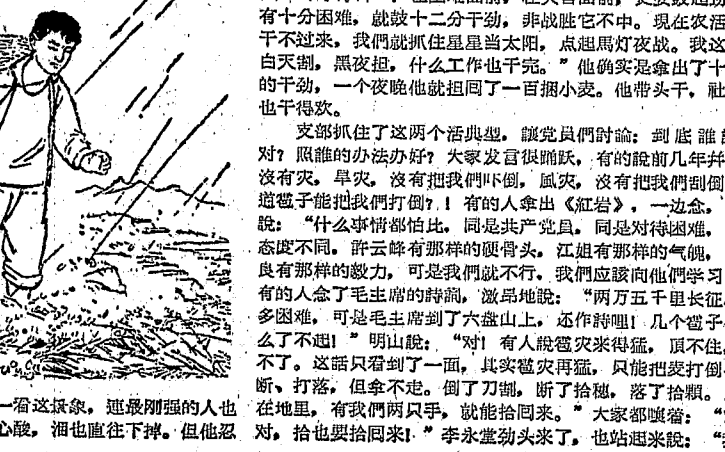 有十分困难，就鼓十二分干劲，非战胜它不中。现在农活
干不过来，我們就抓住星星当太阳，点起馬灯夜战。我这
白天割，黑夜担，什么工作也干完。”他确实是拿出了十
的干劲，一个夜晚他就担回了一百捆小麦。他带头干，社
也干得欢。
支部抓住了这两个活典型，讓党員們討論：到底誰
对？照誰的办法办好？大家发言很踊跃，有的說前几年
沒有灾，旱灾，沒有把我們吓倒，風灾，沒有把我們刮倒
道雹子能把我們打倒？！有的人拿出《紅岩》，一边念，
說：“什么事情都怕比，同是共产党員，同是对待困难，
态度不同，許云峰有那样的硬骨头，江姐有那样的气魄，
良有那样的毅力，可是我們就不行，我們应該向他們学习
有的人念了毛主席的詩詞，激昂地說：“两万五千里长征
多困难，可是毛主席到了六盘山上，还作詩哩！几个雹子
么了不起！”明山說：“对！有人說雹灾来得猛，頂不住，
不了。这話只看到了一面，其实雹灾再猛，只能把麦打倒
断、打落，但拿不走。倒了刀割，断了拾穗，落了拾顆。
在地里，有我們两只手，就能拾回来。”大家都嚷着：“
对，拾也要拾回来！”李永堂劲头来了，也站起来說：“
一看这景象，連最刚强的人也
心酸，泪也直往下掉。但他忍